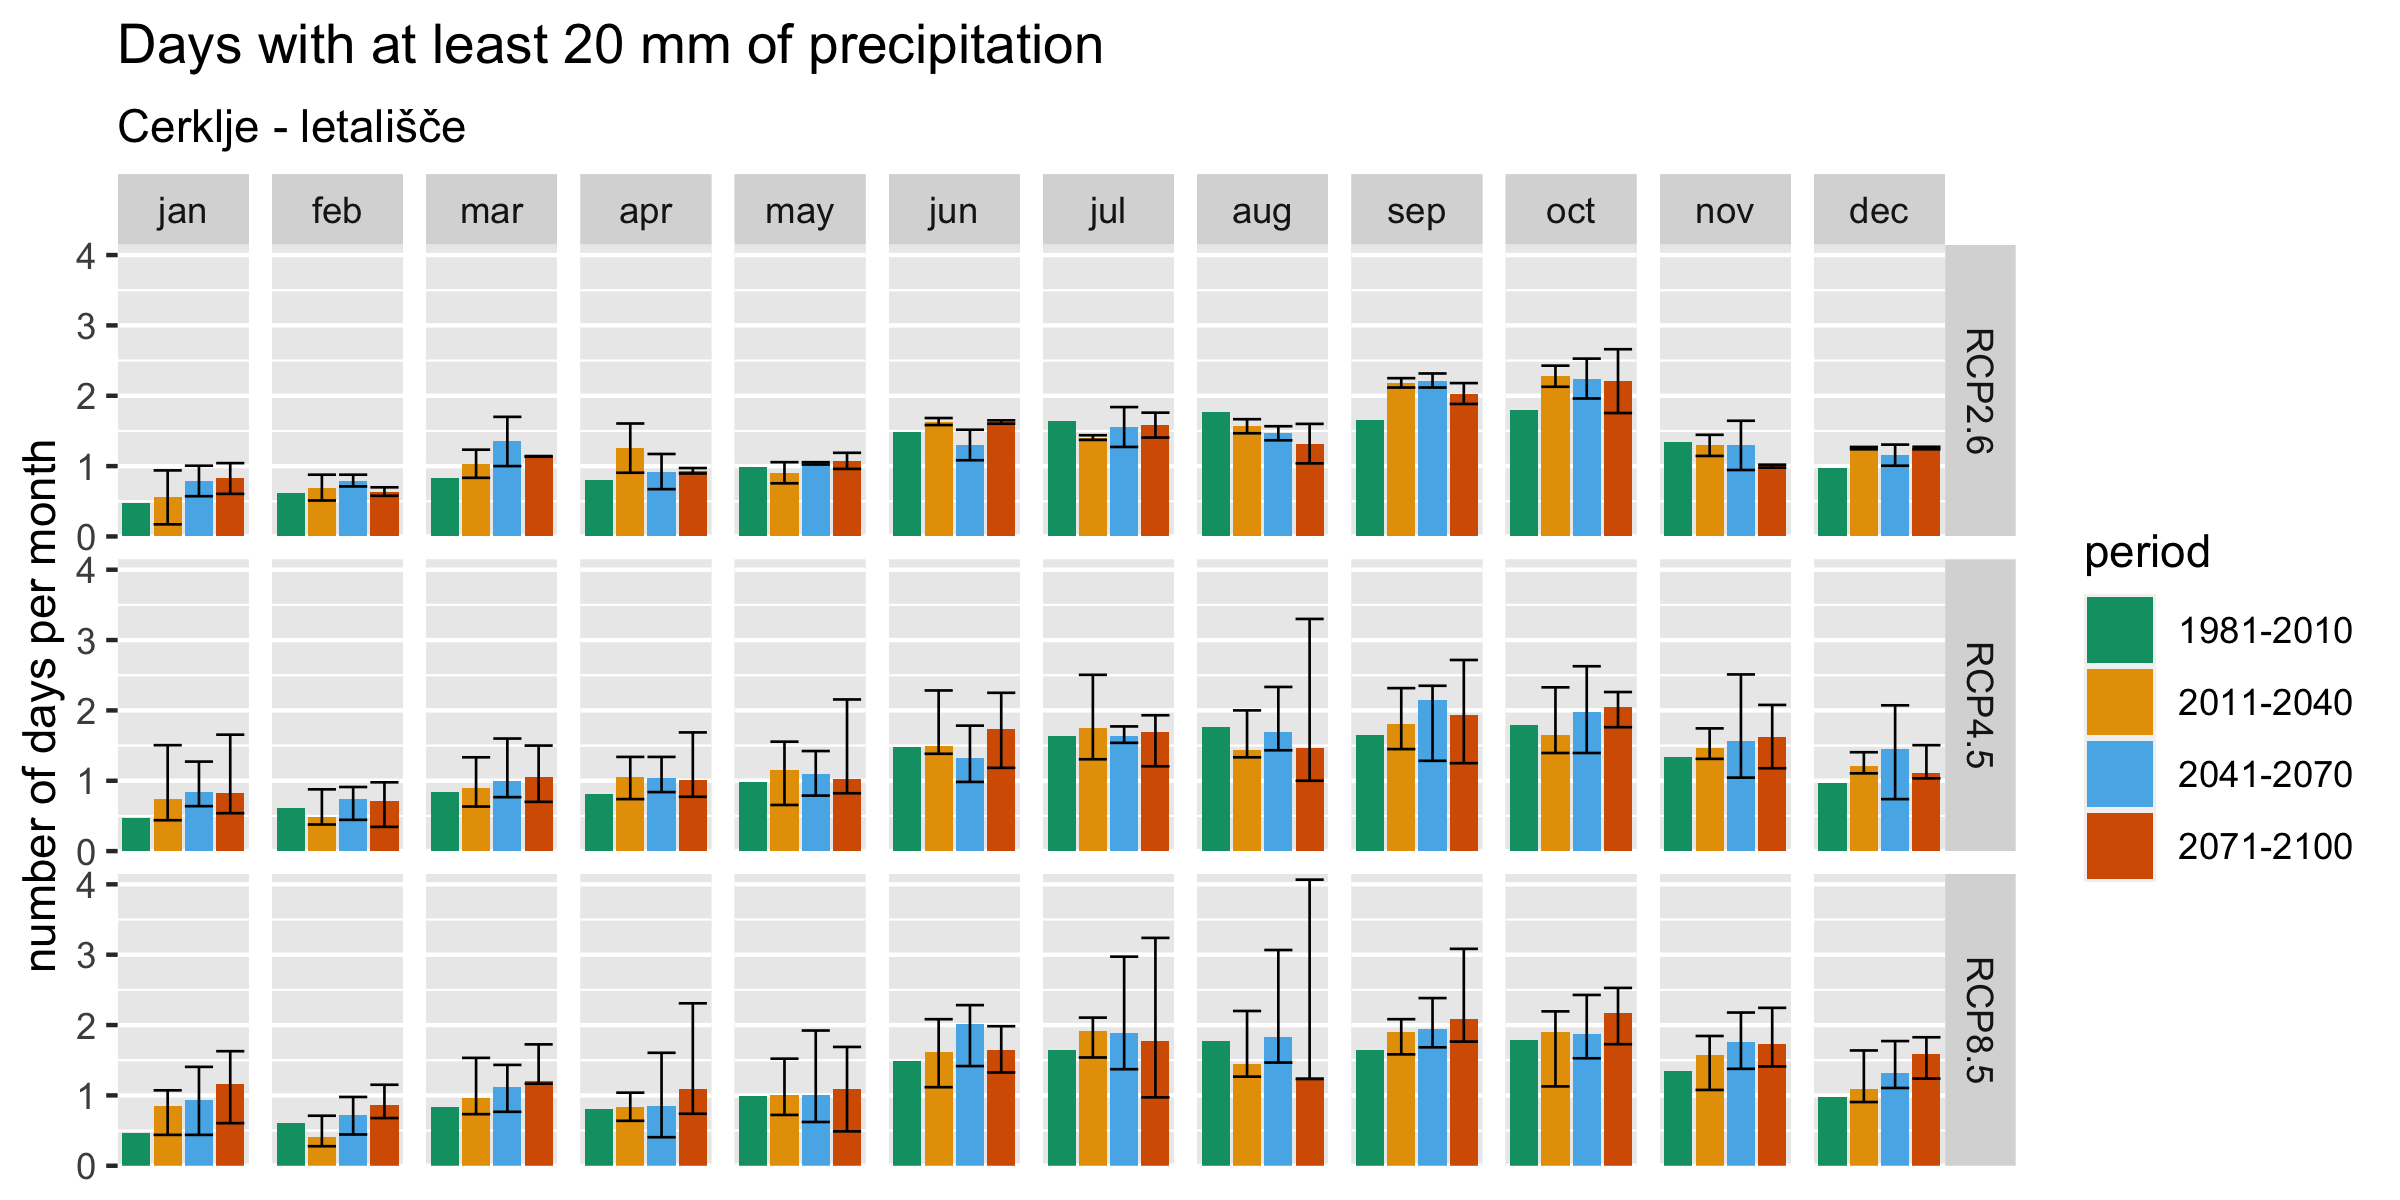 Days with at least 20 mm of precipitation
Cerklje - letališče
jan feb mar apr may jun jul aug sep oct nov dec
number of days per month
4
3
2
1
0
RCP2.6
4
3
2
1
0
RCP4.5
4
3
2
1
0
RCP8.5
period
1981-2010
2011-2040
2041-2070
2071-2100